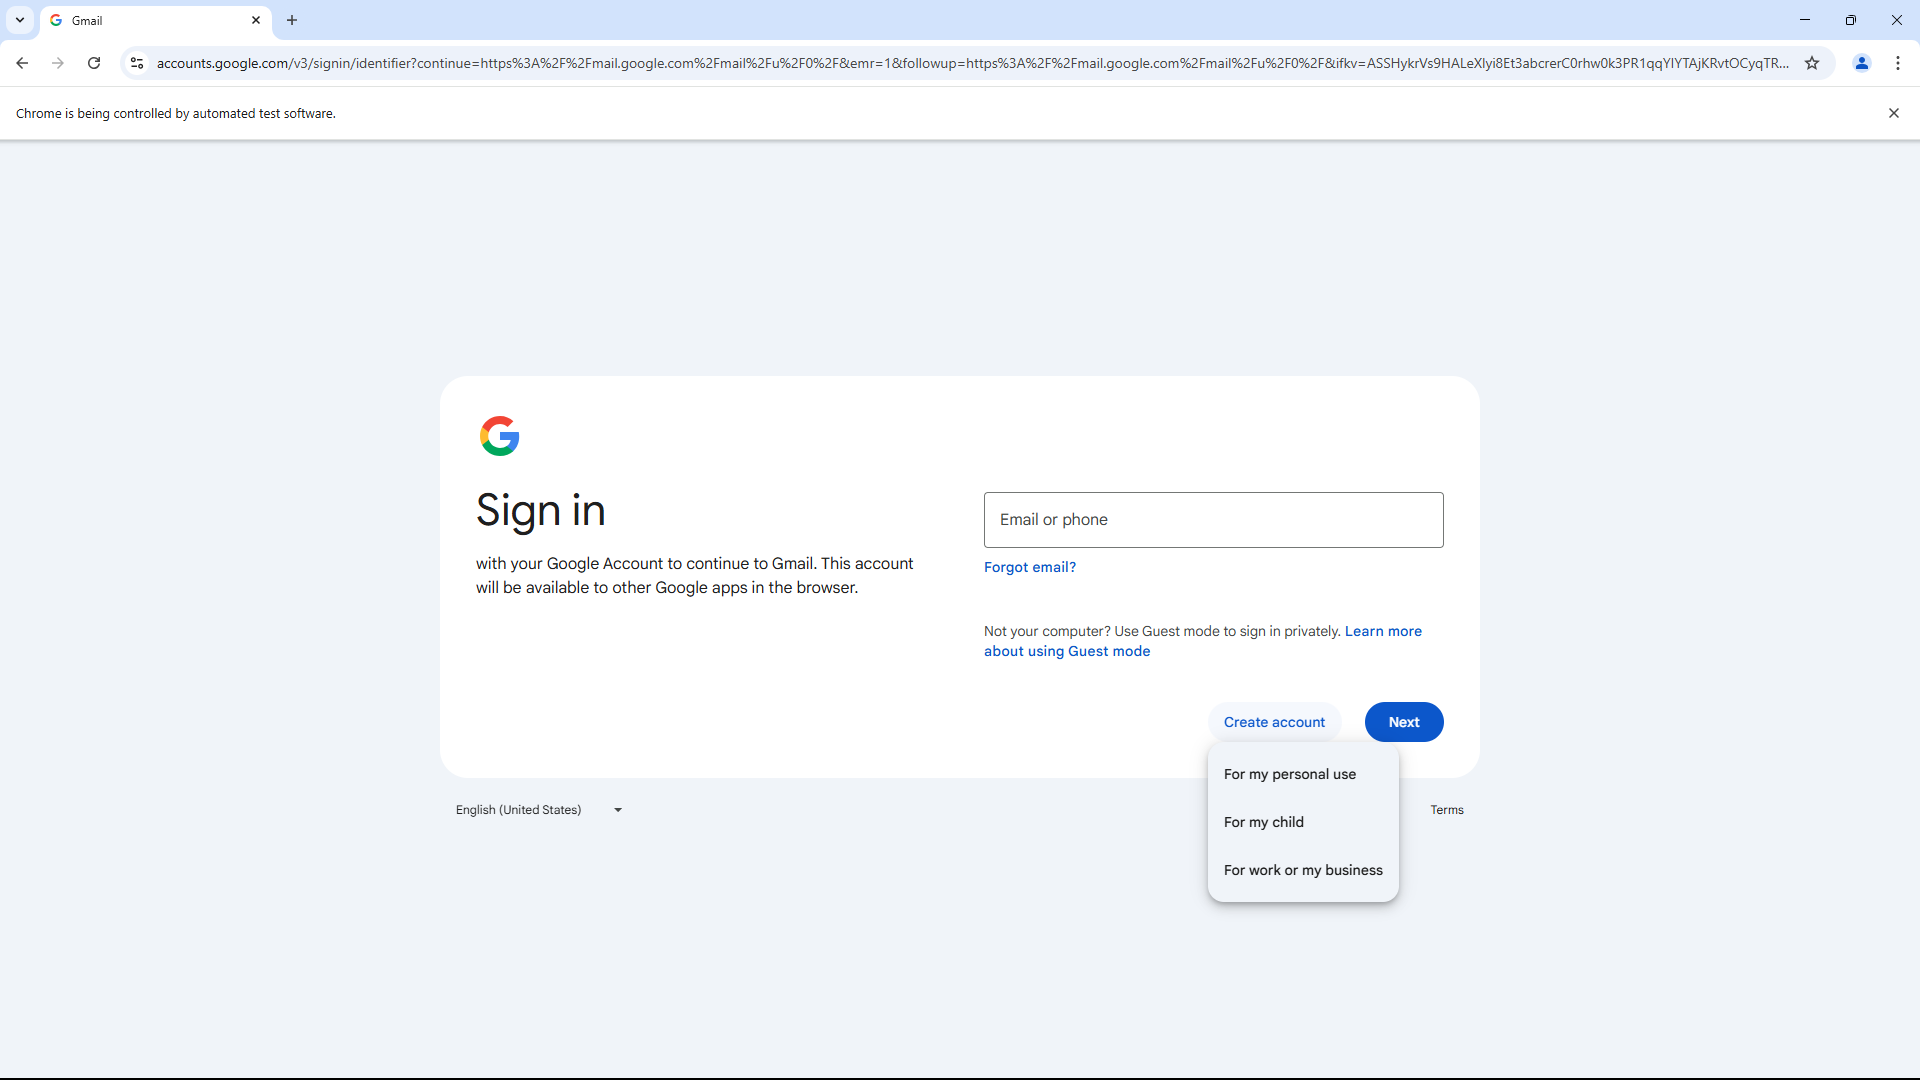 Gmail
accounts.google.com/v3/signin/identifier?continue=https%3A%2F%2Fmail.google.com%2Fmail%2Fu%2F0%2F&emr=1&followup=https%3A%2F%2Fmail.google.com%2Fmail%2Fu%2F0%2F&ifkv=ASSHykrVs9HALeXlyi8Et3abcrerC0rhw0k3PR1qqYIYTAjKRvtOCyqTR...
Chrome is being controlled by automated test software.
Sign in
with your Google Account to continue to Gmail. This account
will be available to other Google apps in the browser.
Email or phone
Forgot email?
Not your computer? Use Guest mode to sign in privately. Learn more
about using Guest mode
Create account
Next
For my personal use
For my child
For work or my business
English (United States)
Terms